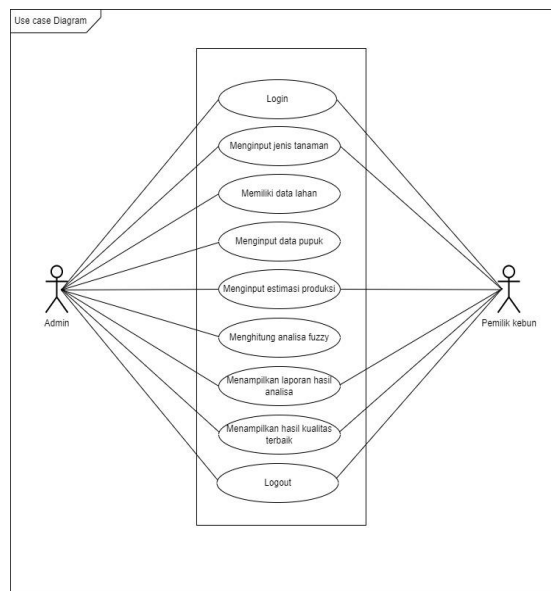 Use case Diagram
Login
Menginput jenis tanaman
Memiliki data lahan
Menginput data pupuk
Menginput estimasi produksi
Menghitung analisa fuzzy
Menampilkan laporan hasil
analisa
Menampilkan hasil kualitas
terbaik
Logout
Admin
Pemilik kebun